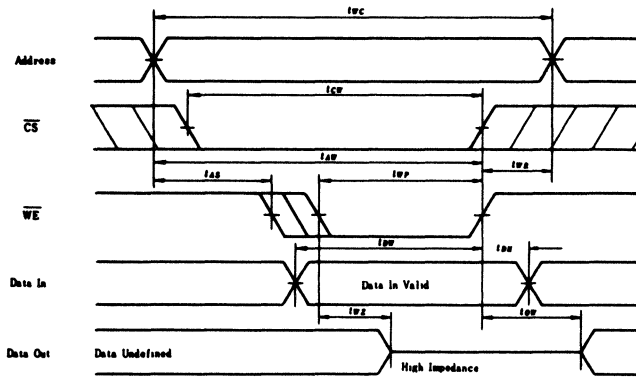 tWC
Address
tCW
CS
tAW
tWR
tAS
tWP
WE
tDW
tDH
Data In
Data In Valid
tWZ
tOW
Data Out
Data Undefined
High Impedance